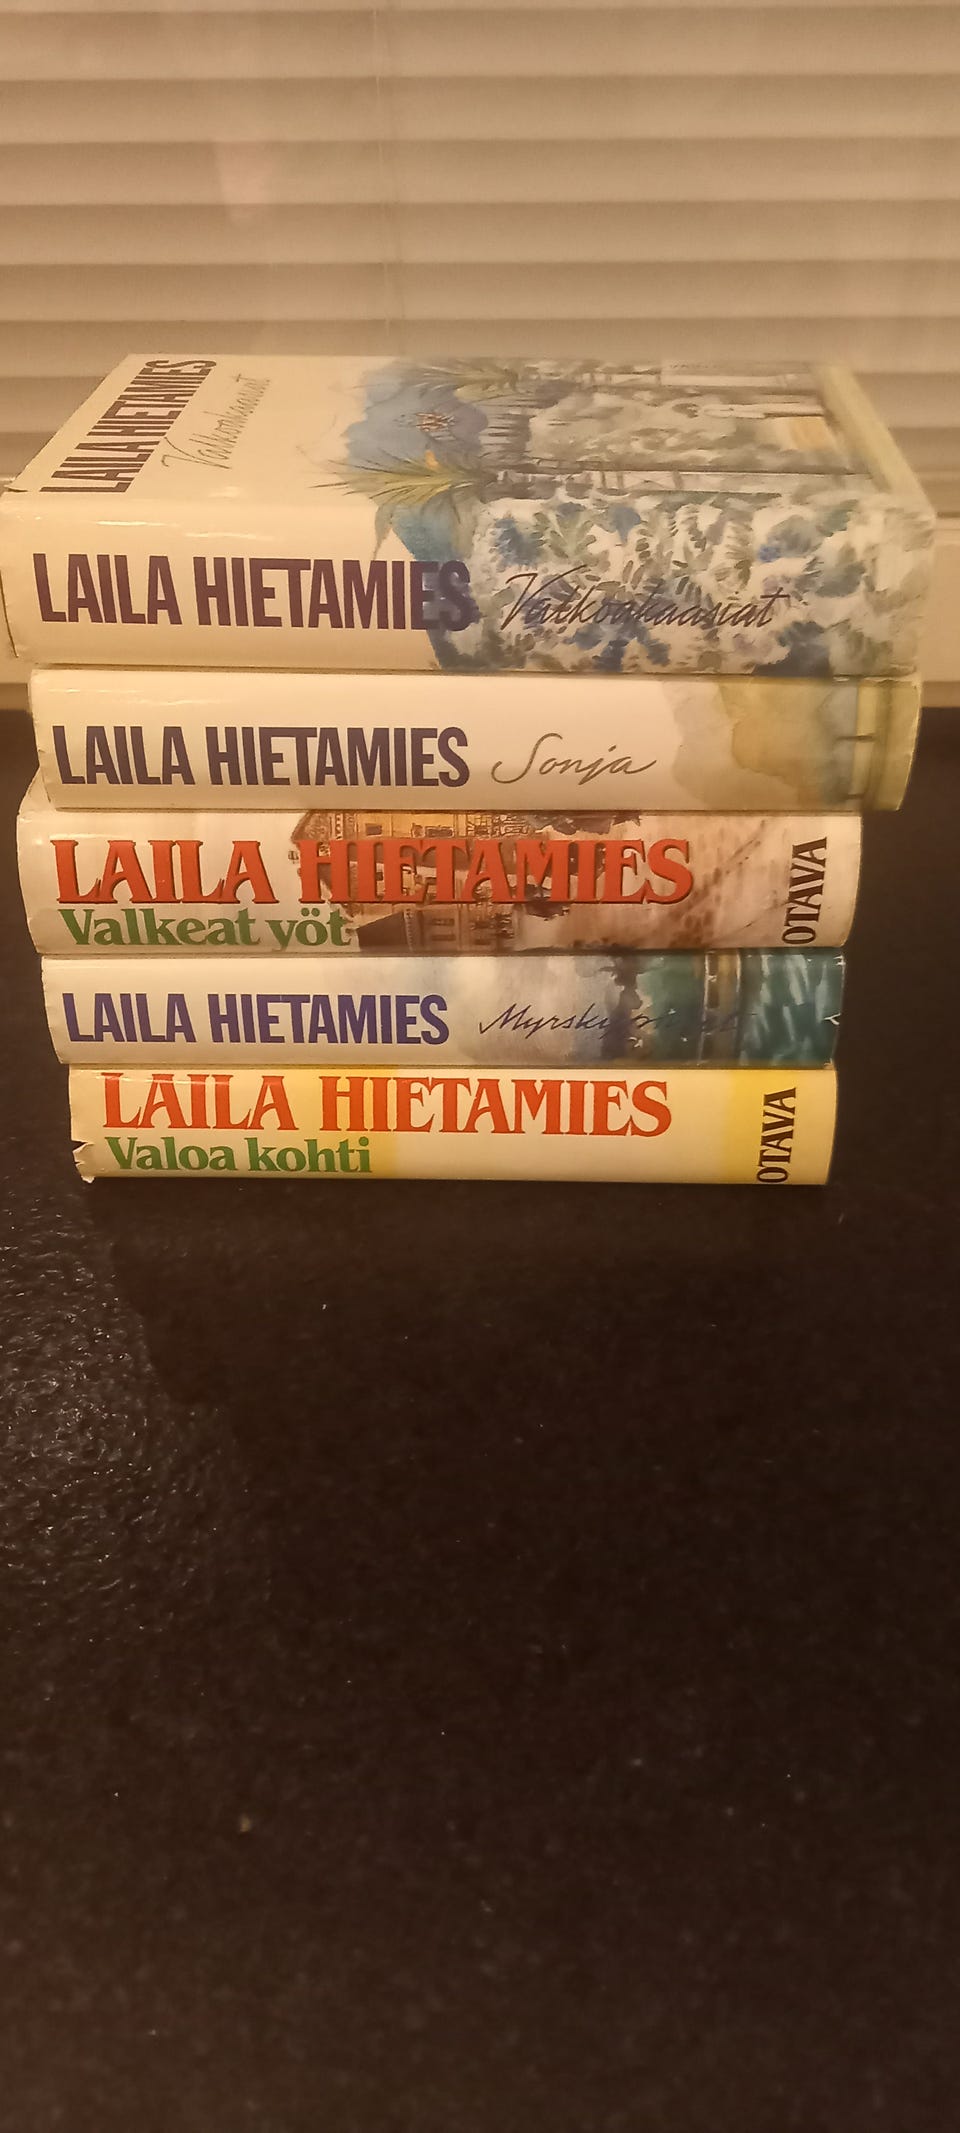 LAILA HIETAMIES
Valkoakaasiat
LAILA HIETAMIES Valkoakaasiat
LAILA HIETAMIES Sonja
LAILA HIETAMIES
Valkeat yöt
OTAVA
LAILA HIETAMIES
LAILA HIETAMIES
Valoa kohti
OTAVA